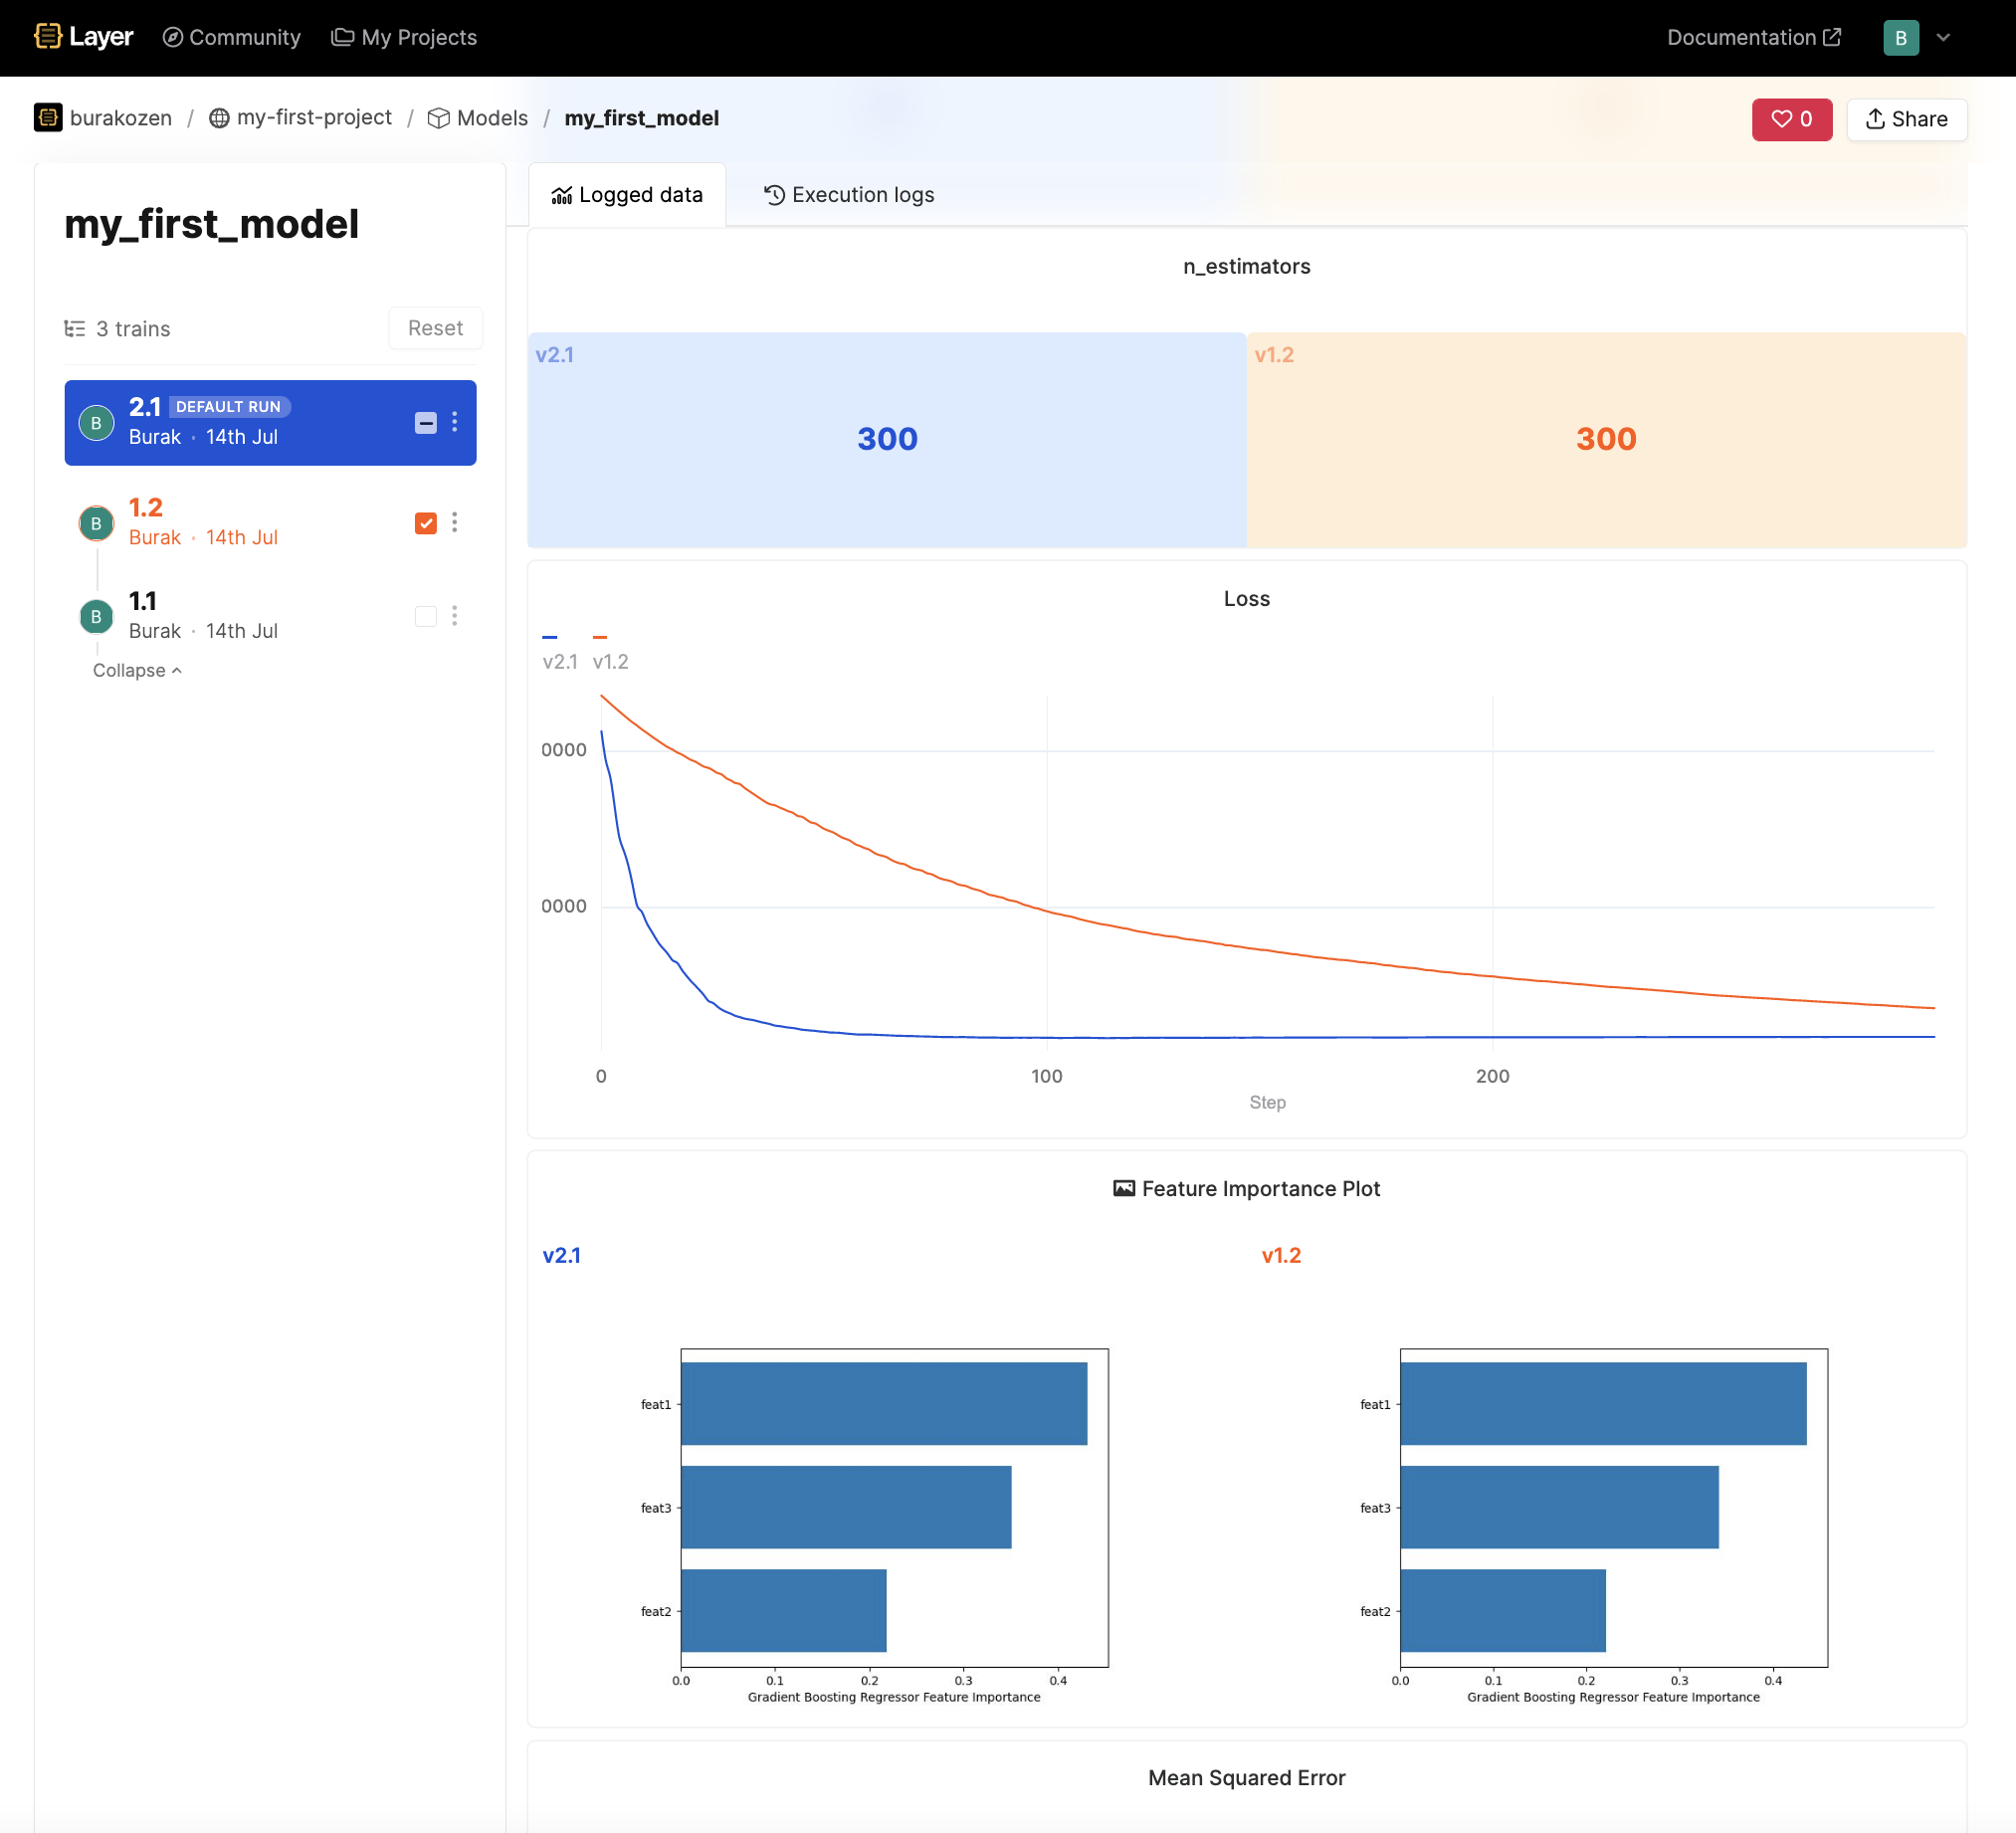 Layer Community My Projects Documentation B
burakozen / my-first-project / Models / my_first_model 0 Share
my_first_model
3 trains Reset
B 2.1 DEFAULT RUN
Burak · 14th Jul
B 1.2
Burak · 14th Jul
B 1.1
Burak · 14th Jul
Collapse
Logged data Execution logs
n_estimators
v2.1 v1.2
300 300
Loss
v2.1 v1.2
0000
0000
0 100 200
Step
Feature Importance Plot
v2.1 v1.2
feat1
feat3
feat2
0.0 0.1 0.2 0.3 0.4
Gradient Boosting Regressor Feature Importance
feat1
feat3
feat2
0.0 0.1 0.2 0.3 0.4
Gradient Boosting Regressor Feature Importance
Mean Squared Error